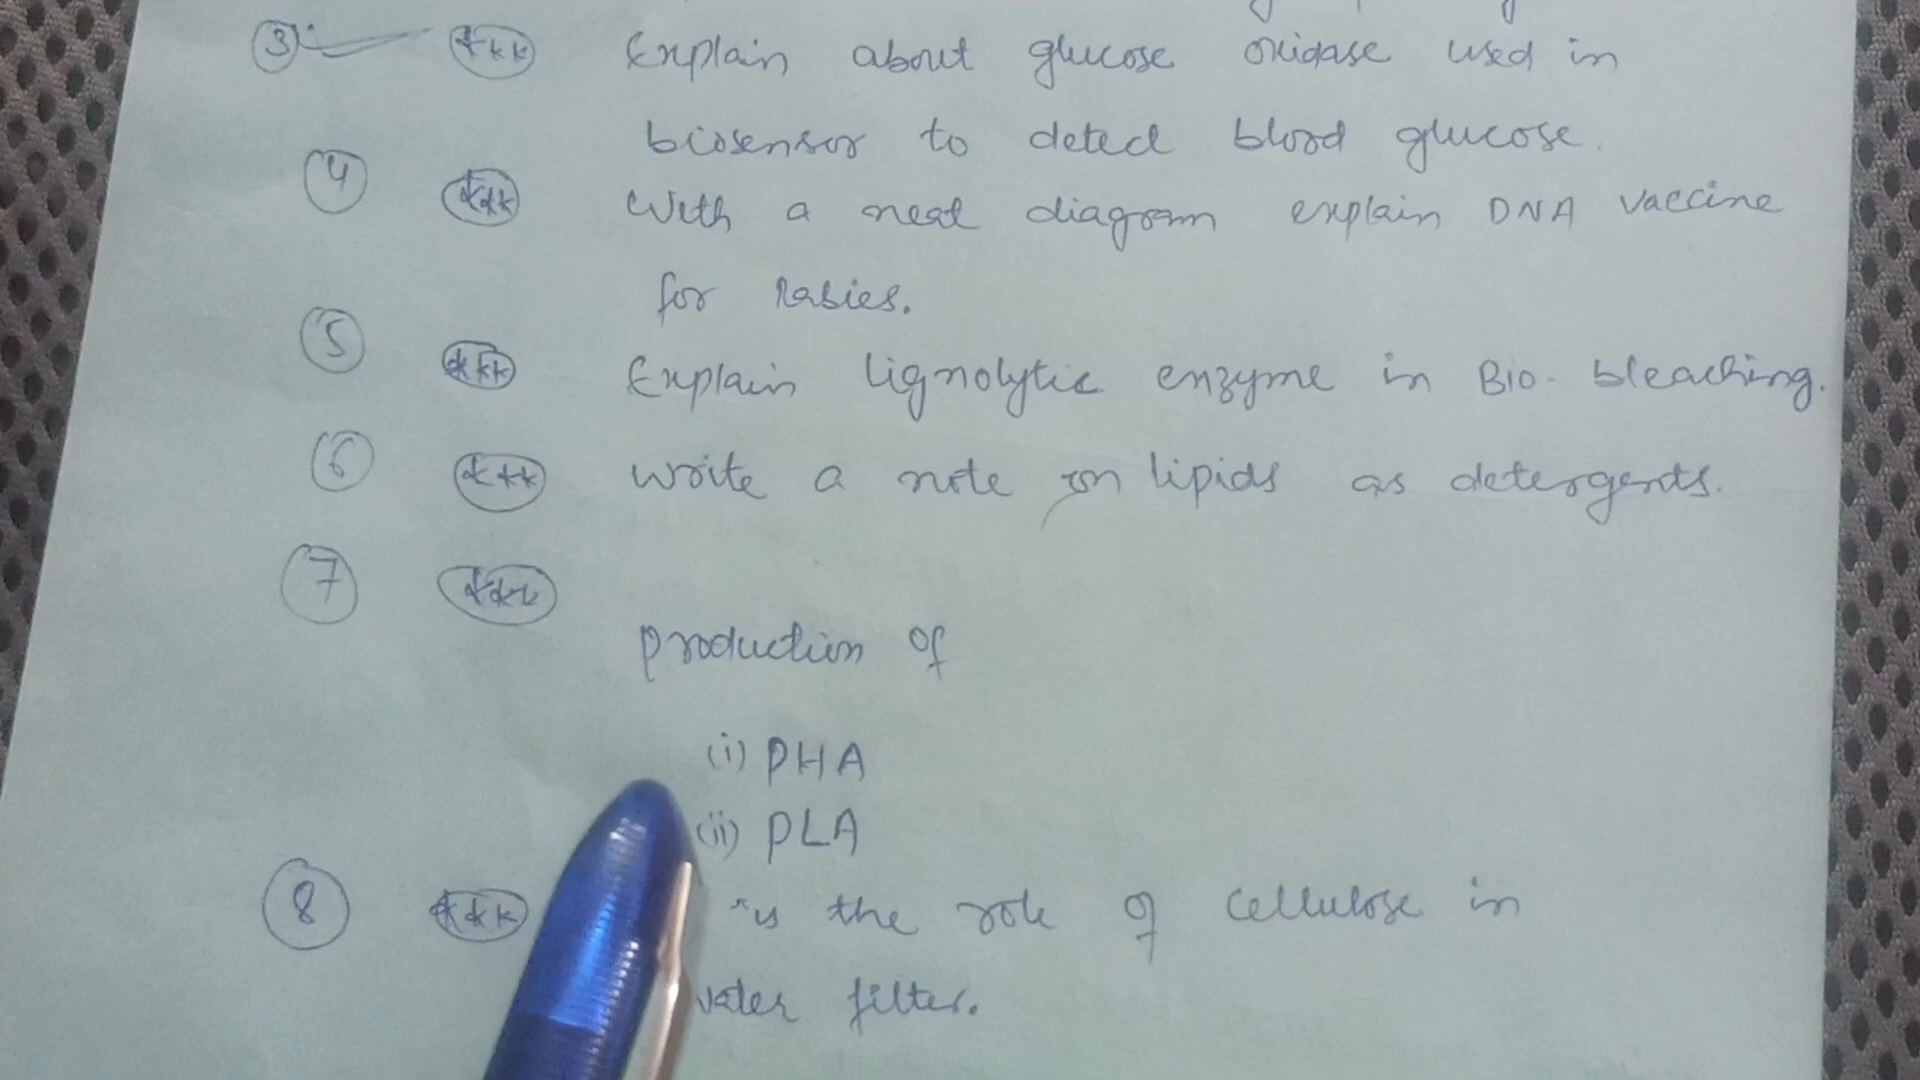 3 *** Explain about glucose oxidase used in
biosensor to detect blood glucose.
4 *** With a neat diagram explain DNA Vaccine
for Rabies.
5 *** Explain Lignolytic enzyme in Bio-bleaching.
6 *** Write a note on lipids as detergents.
7 ***
production of
(i) PHA
(ii) PLA
8 *** is the role of cellulose in
filter.